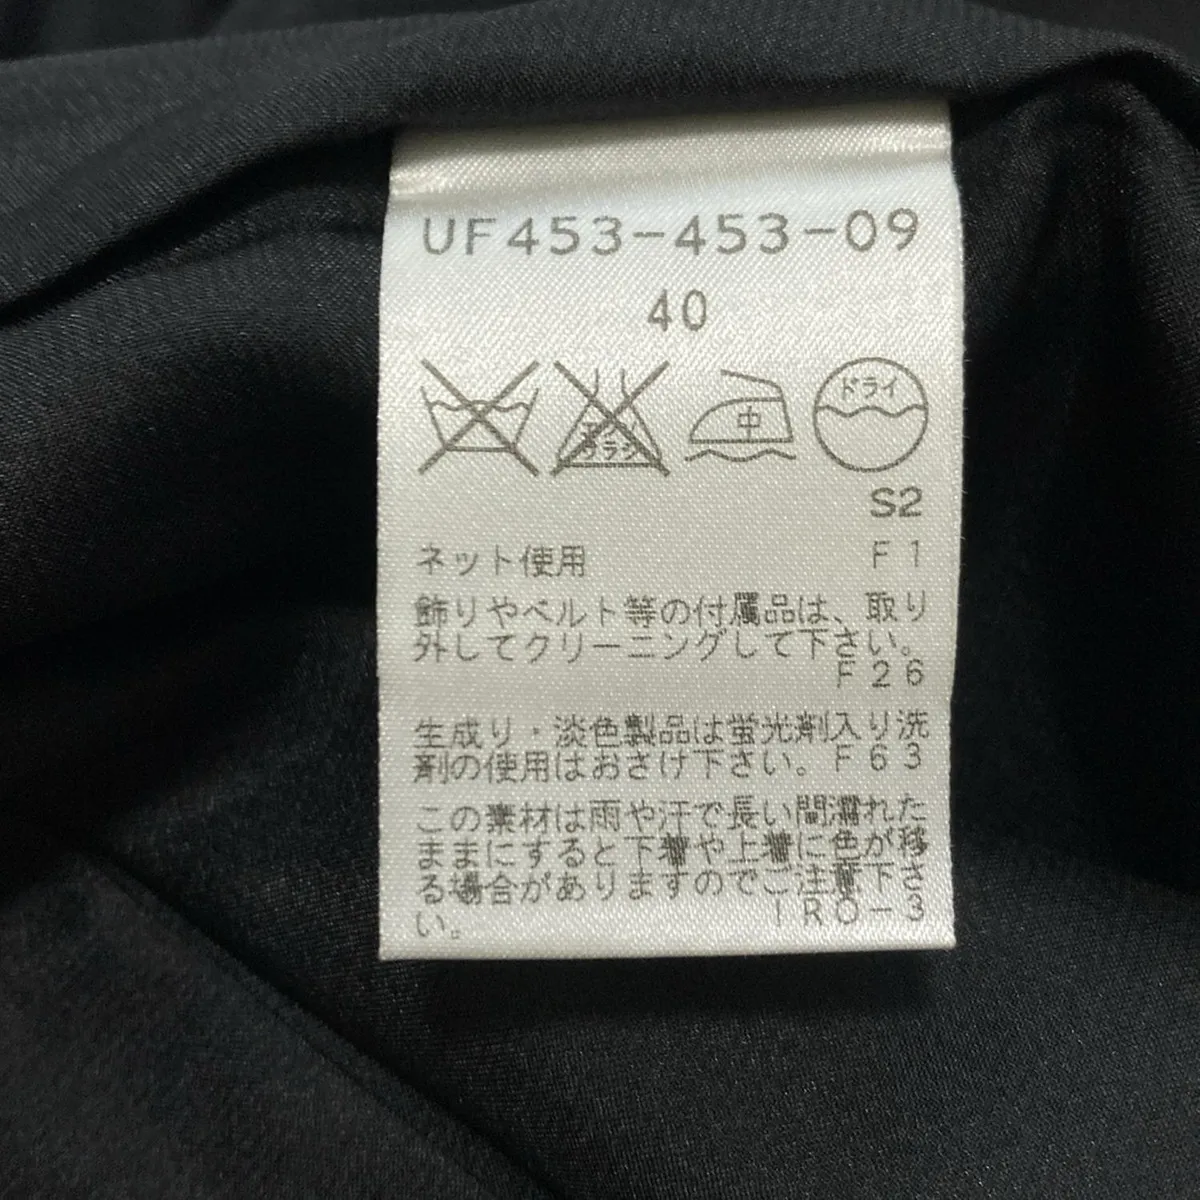 UF453-453-09
40
エンソ
サラシ
中
ドライ
S2
ネット使用 F1
飾りやベルト等の付属品は、取り
外してクリーニングして下さい。
F26
生成り・淡色製品は蛍光剤入り洗
剤の使用はおさけ下さい。F63
この素材は雨や汗で長い間濡れた
ままにすると下着や上着に色が移
る場合がありますのでご注意下さ
い。 IRO-3